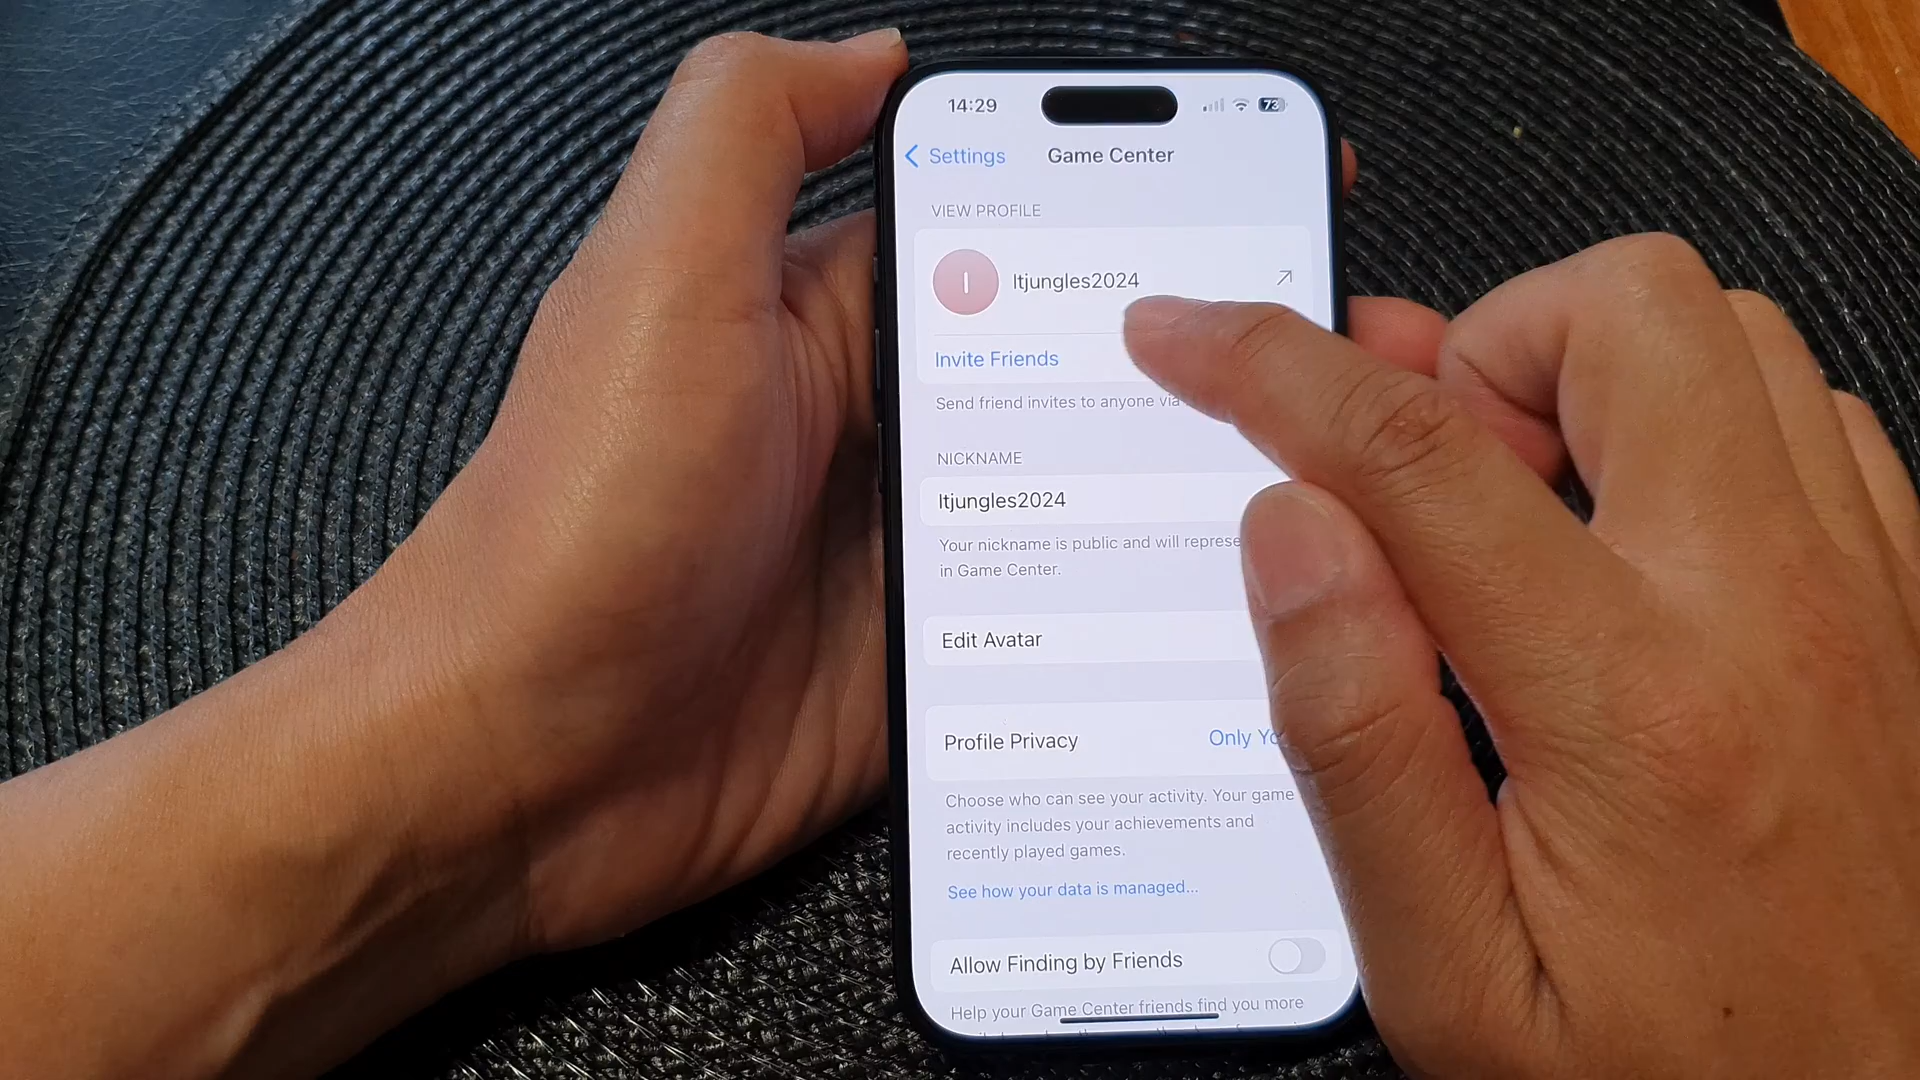 14:29
73
Settings
Game Center
VIEW PROFILE
I
Itjungles2024
Invite Friends
Send friend invites to anyone via
NICKNAME
Itjungles2024
Your nickname is public and will
in Game Center.
Edit Avatar
Profile Privacy
Only
Choose who can see your activity. Your game
activity includes your achievements and
recently played games.
See how your data is managed...
Allow Finding by Friends
Help your Game Center friends find you more